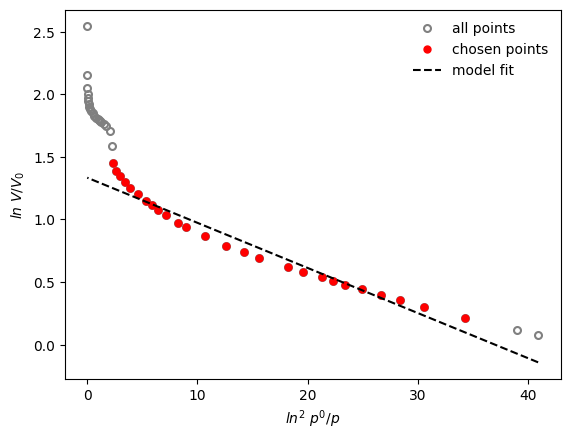 all points
chosen points
model fit
2.5
2.0
1.5
1.0
0.5
0.0
ln V/V₀
0 10 20 30 40
ln² p⁰/p